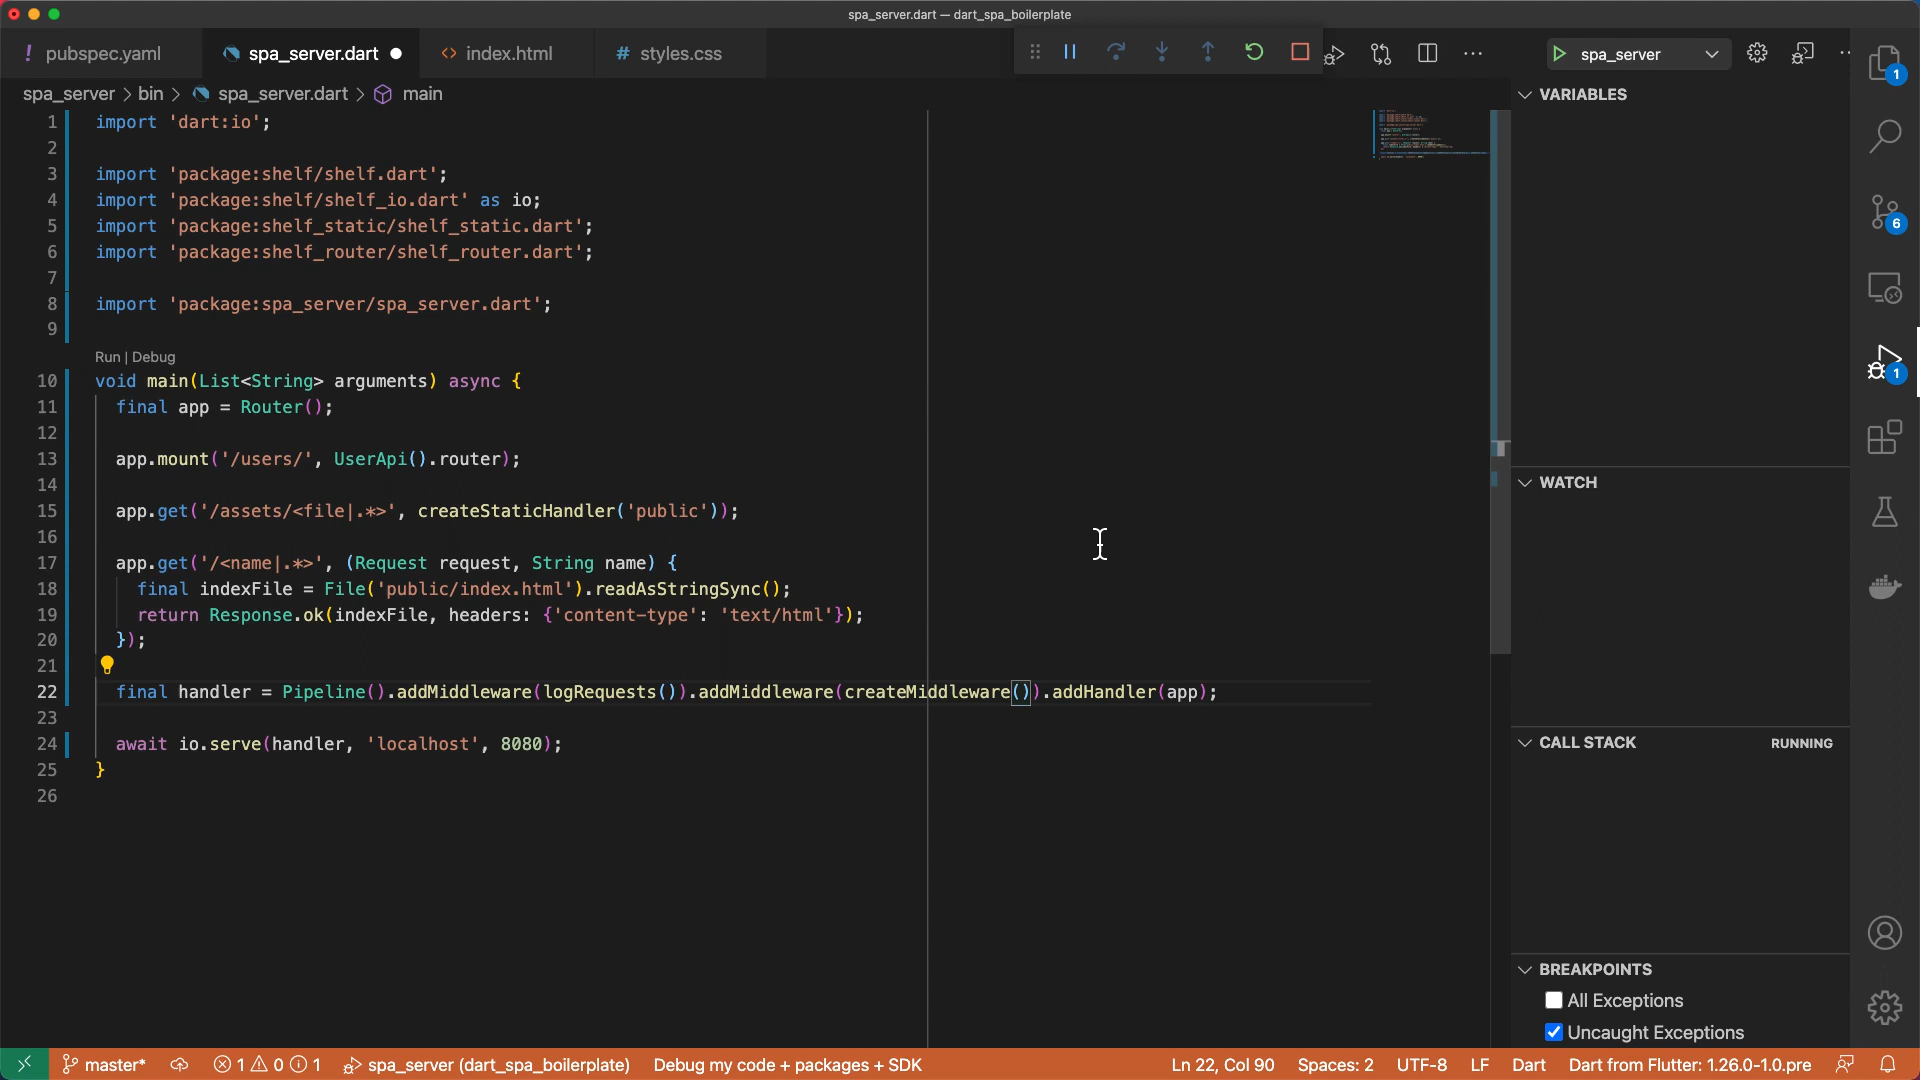 spa_server.dart — dart_spa_boilerplate
! pubspec.yaml
spa_server.dart
<> index.html
# styles.css
spa_server
spa_server > bin > spa_server.dart > main
VARIABLES
1 import 'dart:io';
2
3 import 'package:shelf/shelf.dart';
4 import 'package:shelf/shelf_io.dart' as io;
5 import 'package:shelf_static/shelf_static.dart';
6 import 'package:shelf_router/shelf_router.dart';
7
8 import 'package:spa_server/spa_server.dart';
9
Run | Debug
10 void main(List<String> arguments) async {
11 final app = Router();
12
13 app.mount('/users/', UserApi().router);
14
15 app.get('/assets/<file|.*>', createStaticHandler('public'));
16
17 app.get('/<name|.*>', (Request request, String name) {
18 final indexFile = File('public/index.html').readAsStringSync();
19 return Response.ok(indexFile, headers: {'content-type': 'text/html'});
20 });
21
22 final handler = Pipeline().addMiddleware(logRequests()).addMiddleware(createMiddleware()).addHandler(app);
23
24 await io.serve(handler, 'localhost', 8080);
25 }
26
WATCH
CALL STACK RUNNING
BREAKPOINTS
All Exceptions
Uncaught Exceptions
1
6
1
master* 1 0 1 spa_server (dart_spa_boilerplate) Debug my code + packages + SDK Ln 22, Col 90 Spaces: 2 UTF-8 LF Dart Dart from Flutter: 1.26.0-1.0.pre